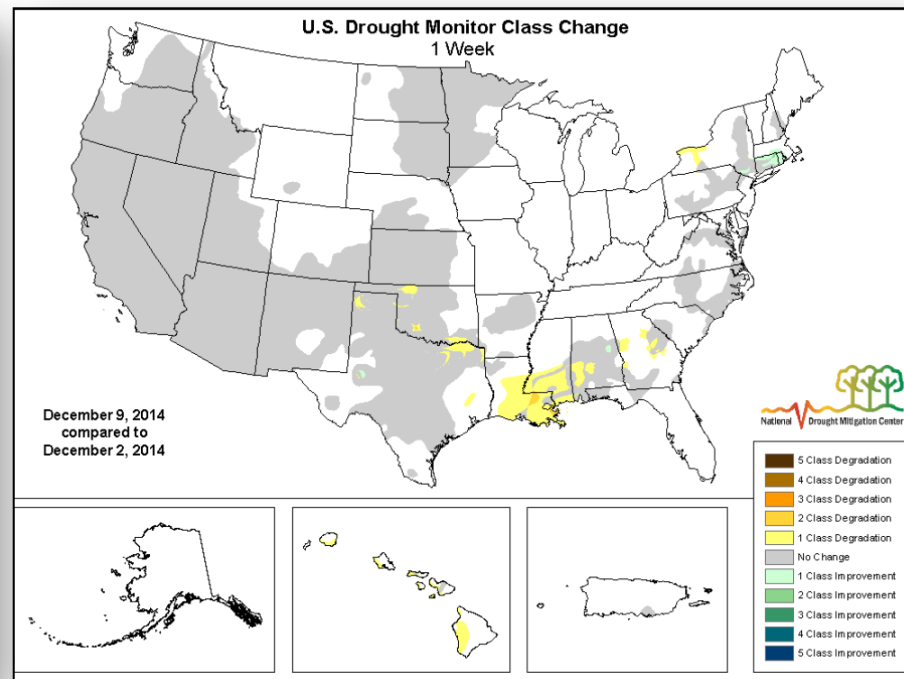 U.S. Drought Monitor Class Change
1 Week
December 9, 2014
compared to
December 2, 2014
National Drought Mitigation Center
5 Class Degradation
4 Class Degradation
3 Class Degradation
2 Class Degradation
1 Class Degradation
No Change
1 Class Improvement
2 Class Improvement
3 Class Improvement
4 Class Improvement
5 Class Improvement